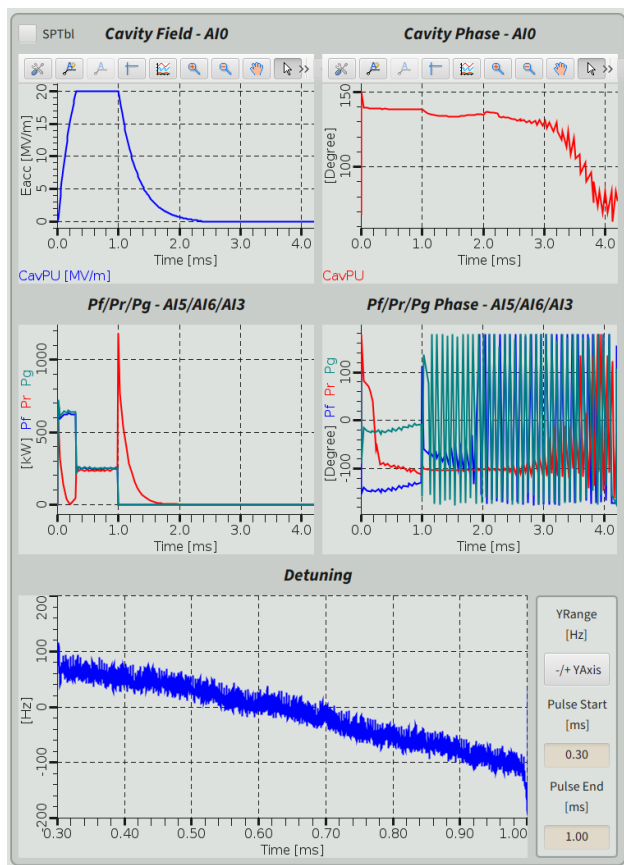 SPTbl
Cavity Field - AI0
Cavity Phase - AI0
20
15
10
5
0
Eacc [MV/m]
0.0 1.0 2.0 3.0 4.0
Time [ms]
CavPU [MV/m]
150
100
[Degree]
0.0 1.0 2.0 3.0 4.0
Time [ms]
CavPU
Pf/Pr/Pg - AI5/AI6/AI3
Pf/Pr/Pg Phase - AI5/AI6/AI3
1000
500
0
[kW] Pf Pr Pg
0.0 1.0 2.0 3.0 4.0
Time [ms]
100
0
-100
[Degree] Pf Pr Pg
0.0 1.0 2.0 3.0 4.0
Time [ms]
Detuning
200
100
0
-100
-200
[Hz]
0.30 0.40 0.50 0.60 0.70 0.80 0.90 1.00
Time [ms]
YRange
[Hz]
-/+ YAxis
Pulse Start
[ms]
0.30
Pulse End
[ms]
1.00